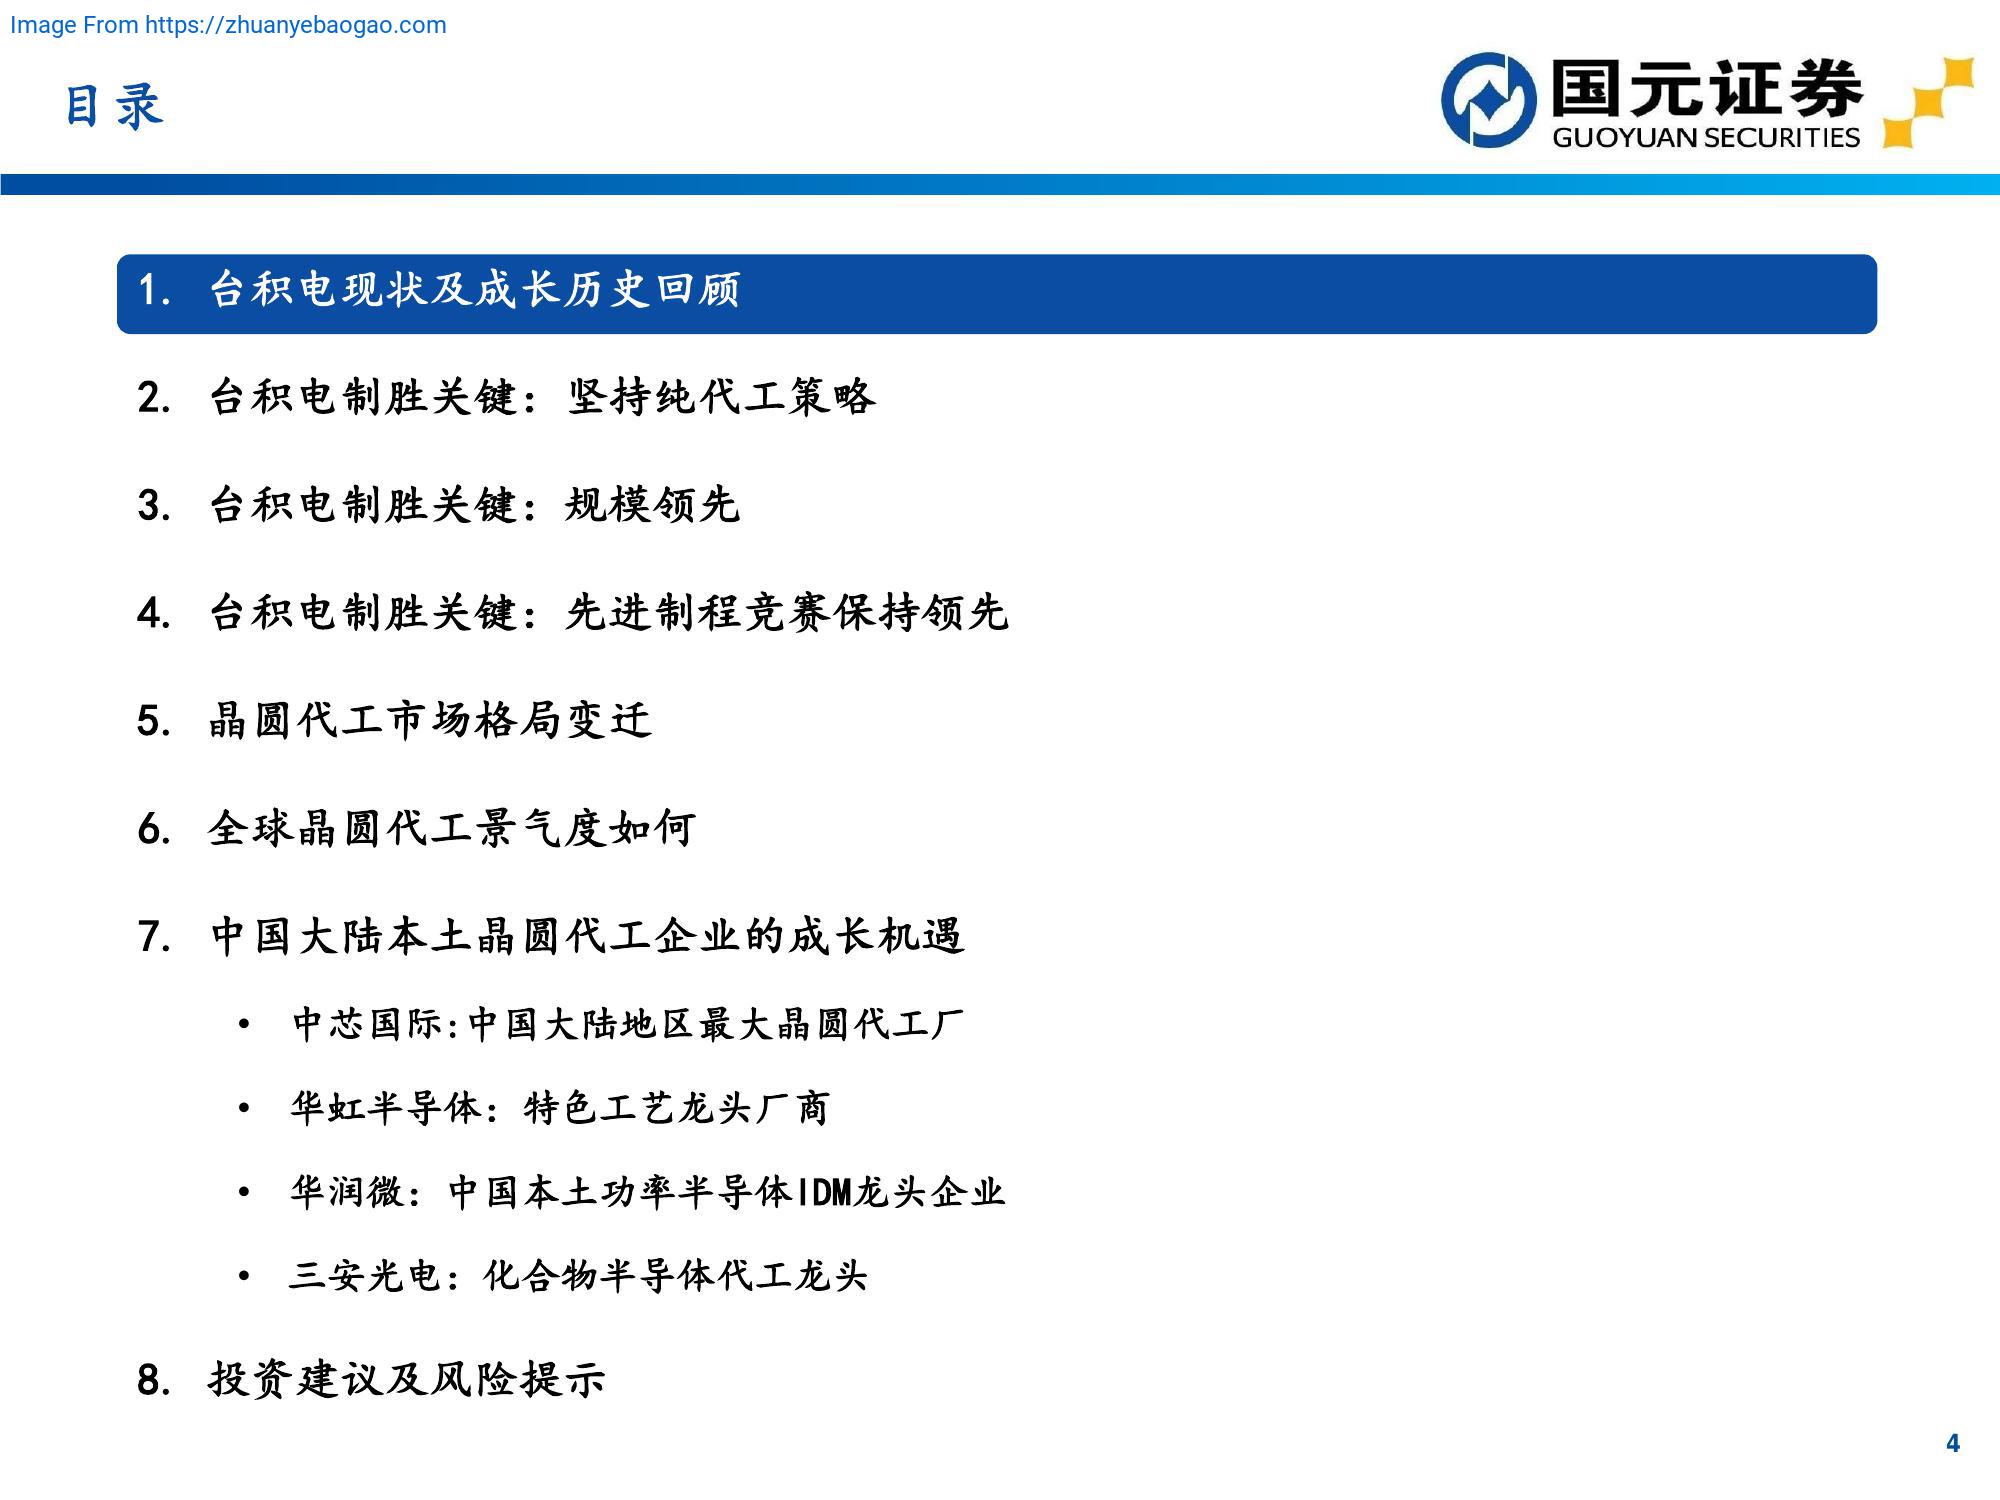 Image From https://zhuanyebaogao.com
目录
国元证券
GUOYUAN SECURITIES
1. 台积电现状及成长历史回顾
2. 台积电制胜关键：坚持纯代工策略
3. 台积电制胜关键：规模领先
4. 台积电制胜关键：先进制程竞赛保持领先
5. 晶圆代工市场格局变迁
6. 全球晶圆代工景气度如何
7. 中国大陆本土晶圆代工企业的成长机遇
• 中芯国际:中国大陆地区最大晶圆代工厂
• 华虹半导体：特色工艺龙头厂商
• 华润微：中国本土功率半导体IDM龙头企业
• 三安光电：化合物半导体代工龙头
8. 投资建议及风险提示
4